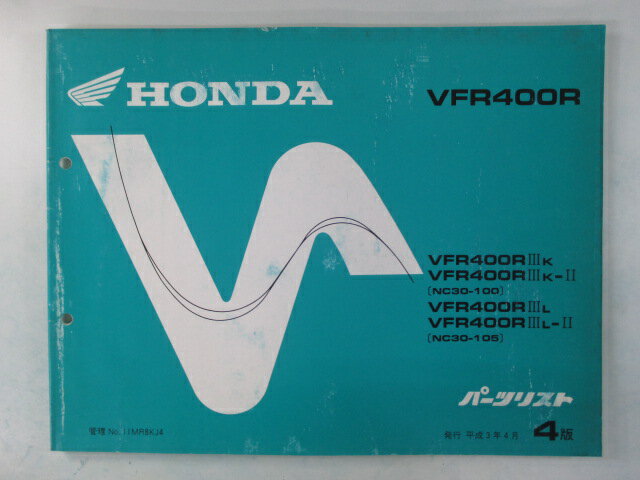 HONDA
VFR400R
VFR400RⅢK
VFR400RⅢK-Ⅱ
〔NC30-100〕
VFR400RⅢL
VFR400RⅢL-Ⅱ
〔NC30-105〕
パーツリスト
管理 No.11MR8KJ4
発行 平成3年4月 4版